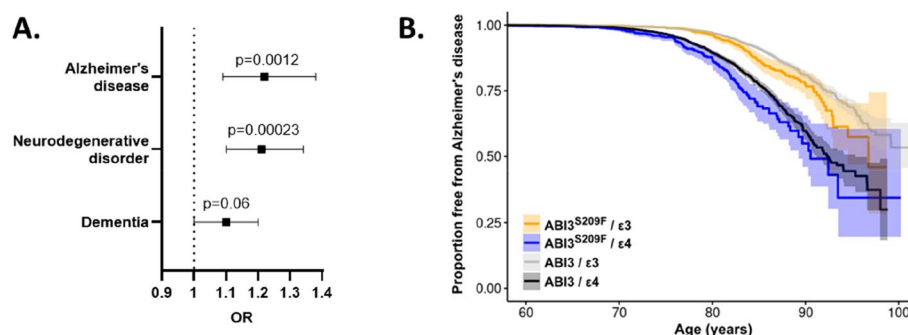 A.
p=0.0012
Alzheimer's
disease
p=0.00023
Neurodegenerative
disorder
p=0.06
Dementia
0.9 1 1.1 1.2 1.3 1.4
OR
B.
Proportion free from Alzheimer's disease
1.00
0.75
0.50
0.25
0.00
ABI3S209F / ε3
ABI3S209F / ε4
ABI3 / ε3
ABI3 / ε4
60 70 80 90 100
Age (years)